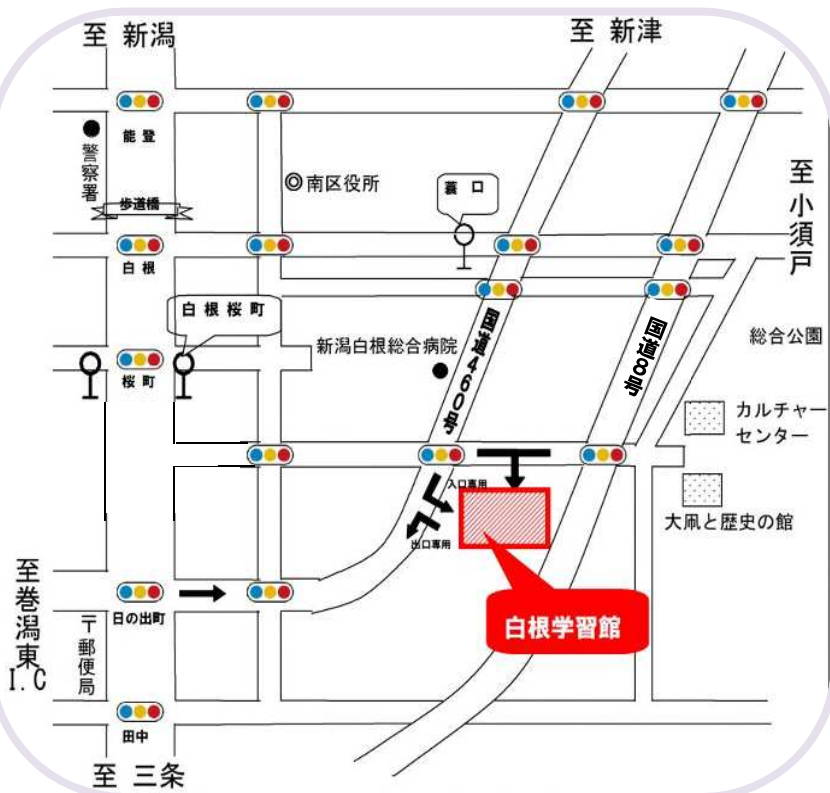 至 新潟
至 新津
能登
警察署
南区役所
蓑 口
至小須戸
歩道橋
白根
白根桜町
桜町
新潟白根総合病院
国道460号
国道8号
総合公園
カルチャー
センター
入口専用
出口専用
大凧と歴史の館
白根学習館
至巻潟東
I.C
日の出町
〒郵便局
田中
至 三条